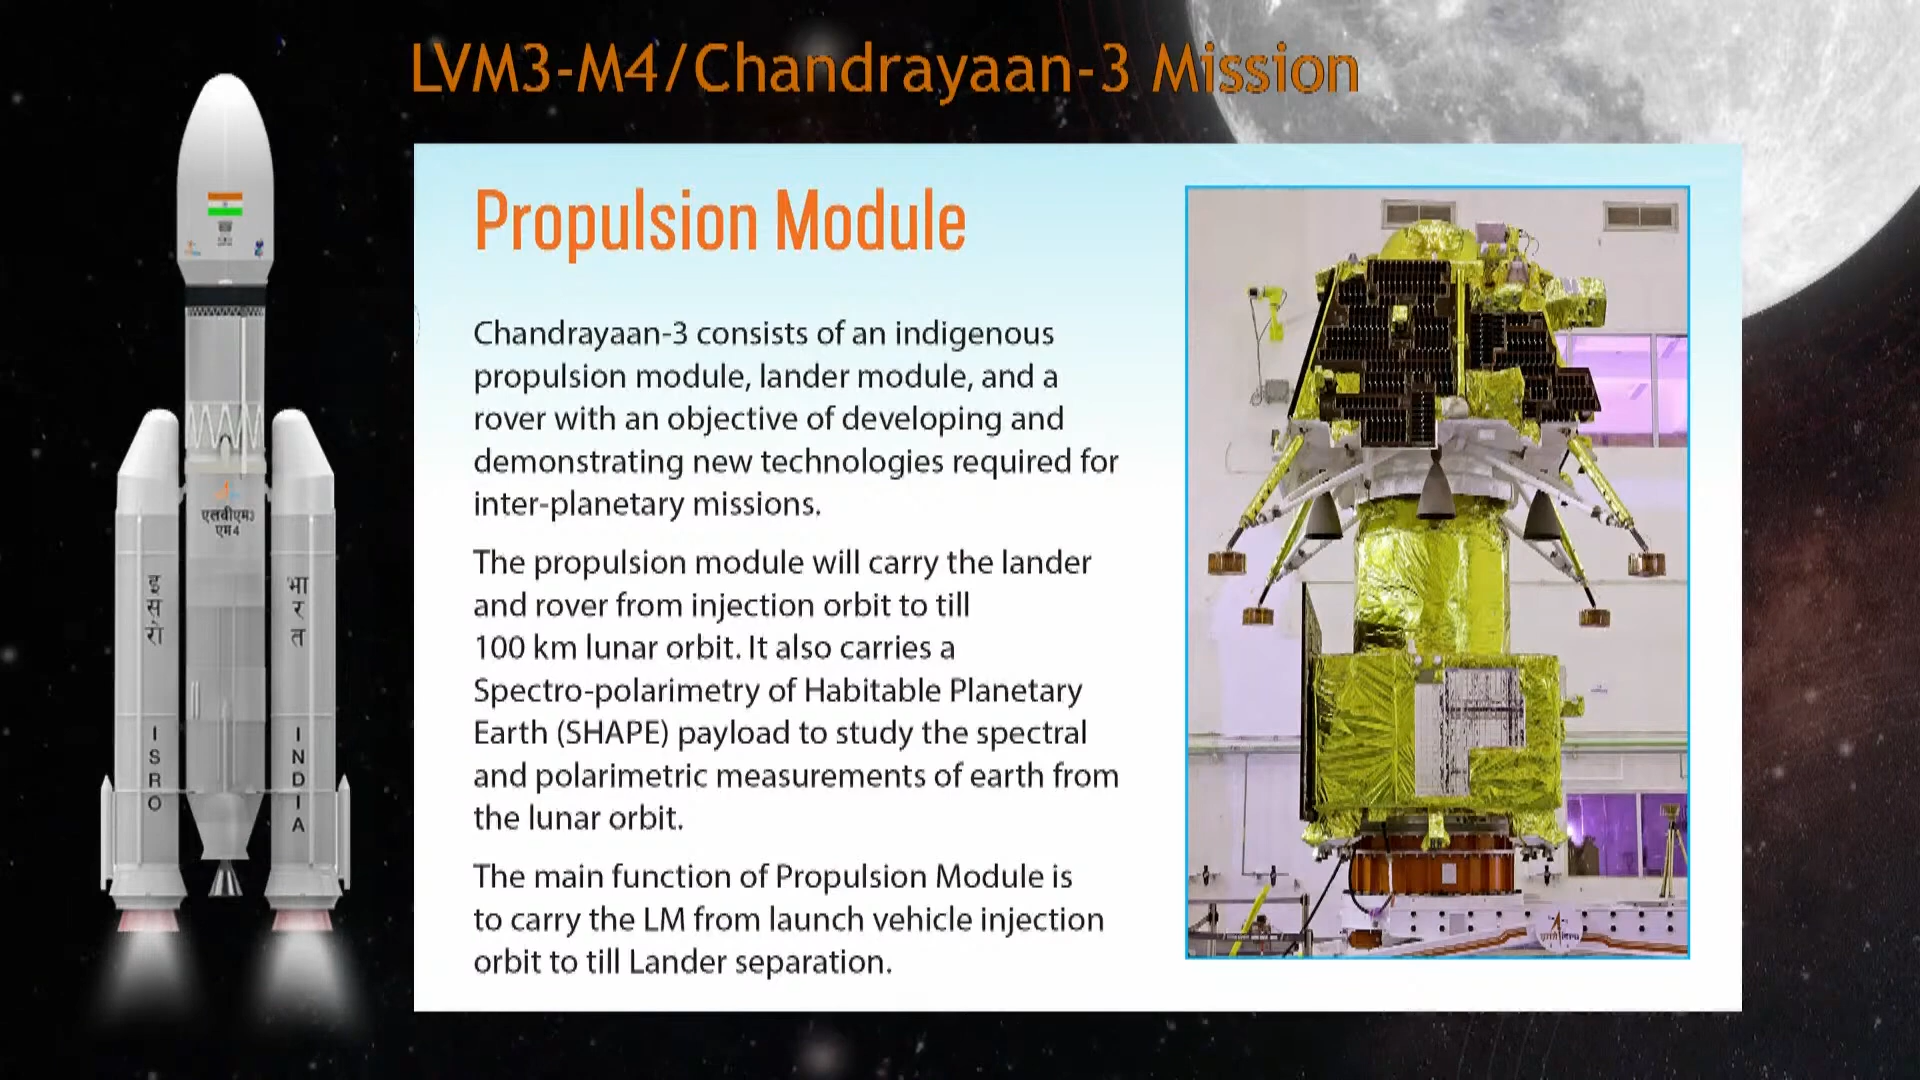 LVM3-M4/Chandrayaan-3 Mission
Propulsion Module
Chandrayaan-3 consists of an indigenous
propulsion module, lander module, and a
rover with an objective of developing and
demonstrating new technologies required for
inter-planetary missions.
The propulsion module will carry the lander
and rover from injection orbit to till
100 km lunar orbit. It also carries a
Spectro-polarimetry of Habitable Planetary
Earth (SHAPE) payload to study the spectral
and polarimetric measurements of earth from
the lunar orbit.
The main function of Propulsion Module is
to carry the LM from launch vehicle injection
orbit to till Lander separation.
एलवीएम3
एम4
इसरो
भारत
ISRO
INDIA